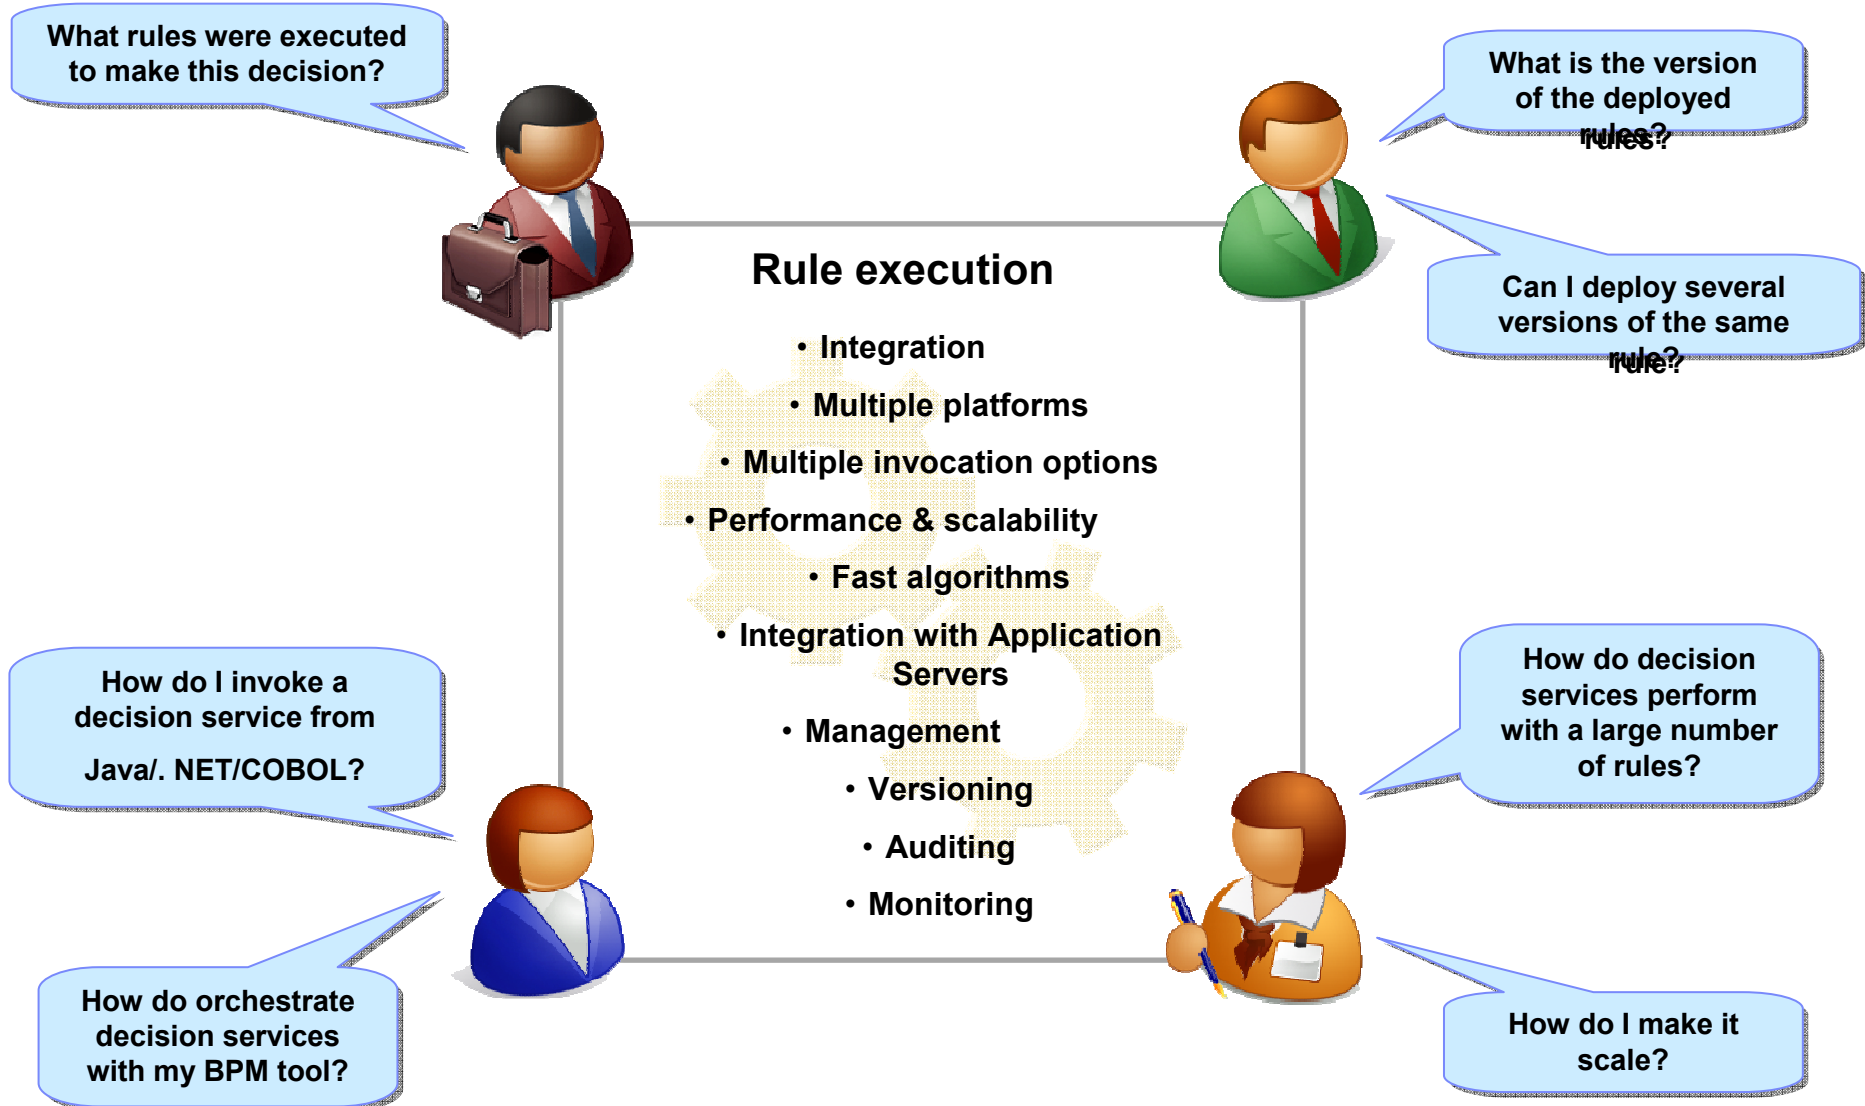 What rules were executed
to make this decision?
What is the version
of the deployed
rules?
Can I deploy several
versions of the same
rule?
Rule execution
• Integration
• Multiple platforms
• Multiple invocation options
• Performance & scalability
• Fast algorithms
• Integration with Application
Servers
• Management
• Versioning
• Auditing
• Monitoring
How do I invoke a
decision service from
Java/. NET/COBOL?
How do orchestrate
decision services
with my BPM tool?
How do decision
services perform
with a large number
of rules?
How do I make it
scale?